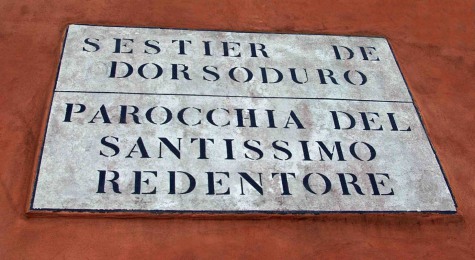 SESTIER DE
DORSODURO
PAROCCHIA DEL
SANTISSIMO
REDENTORE